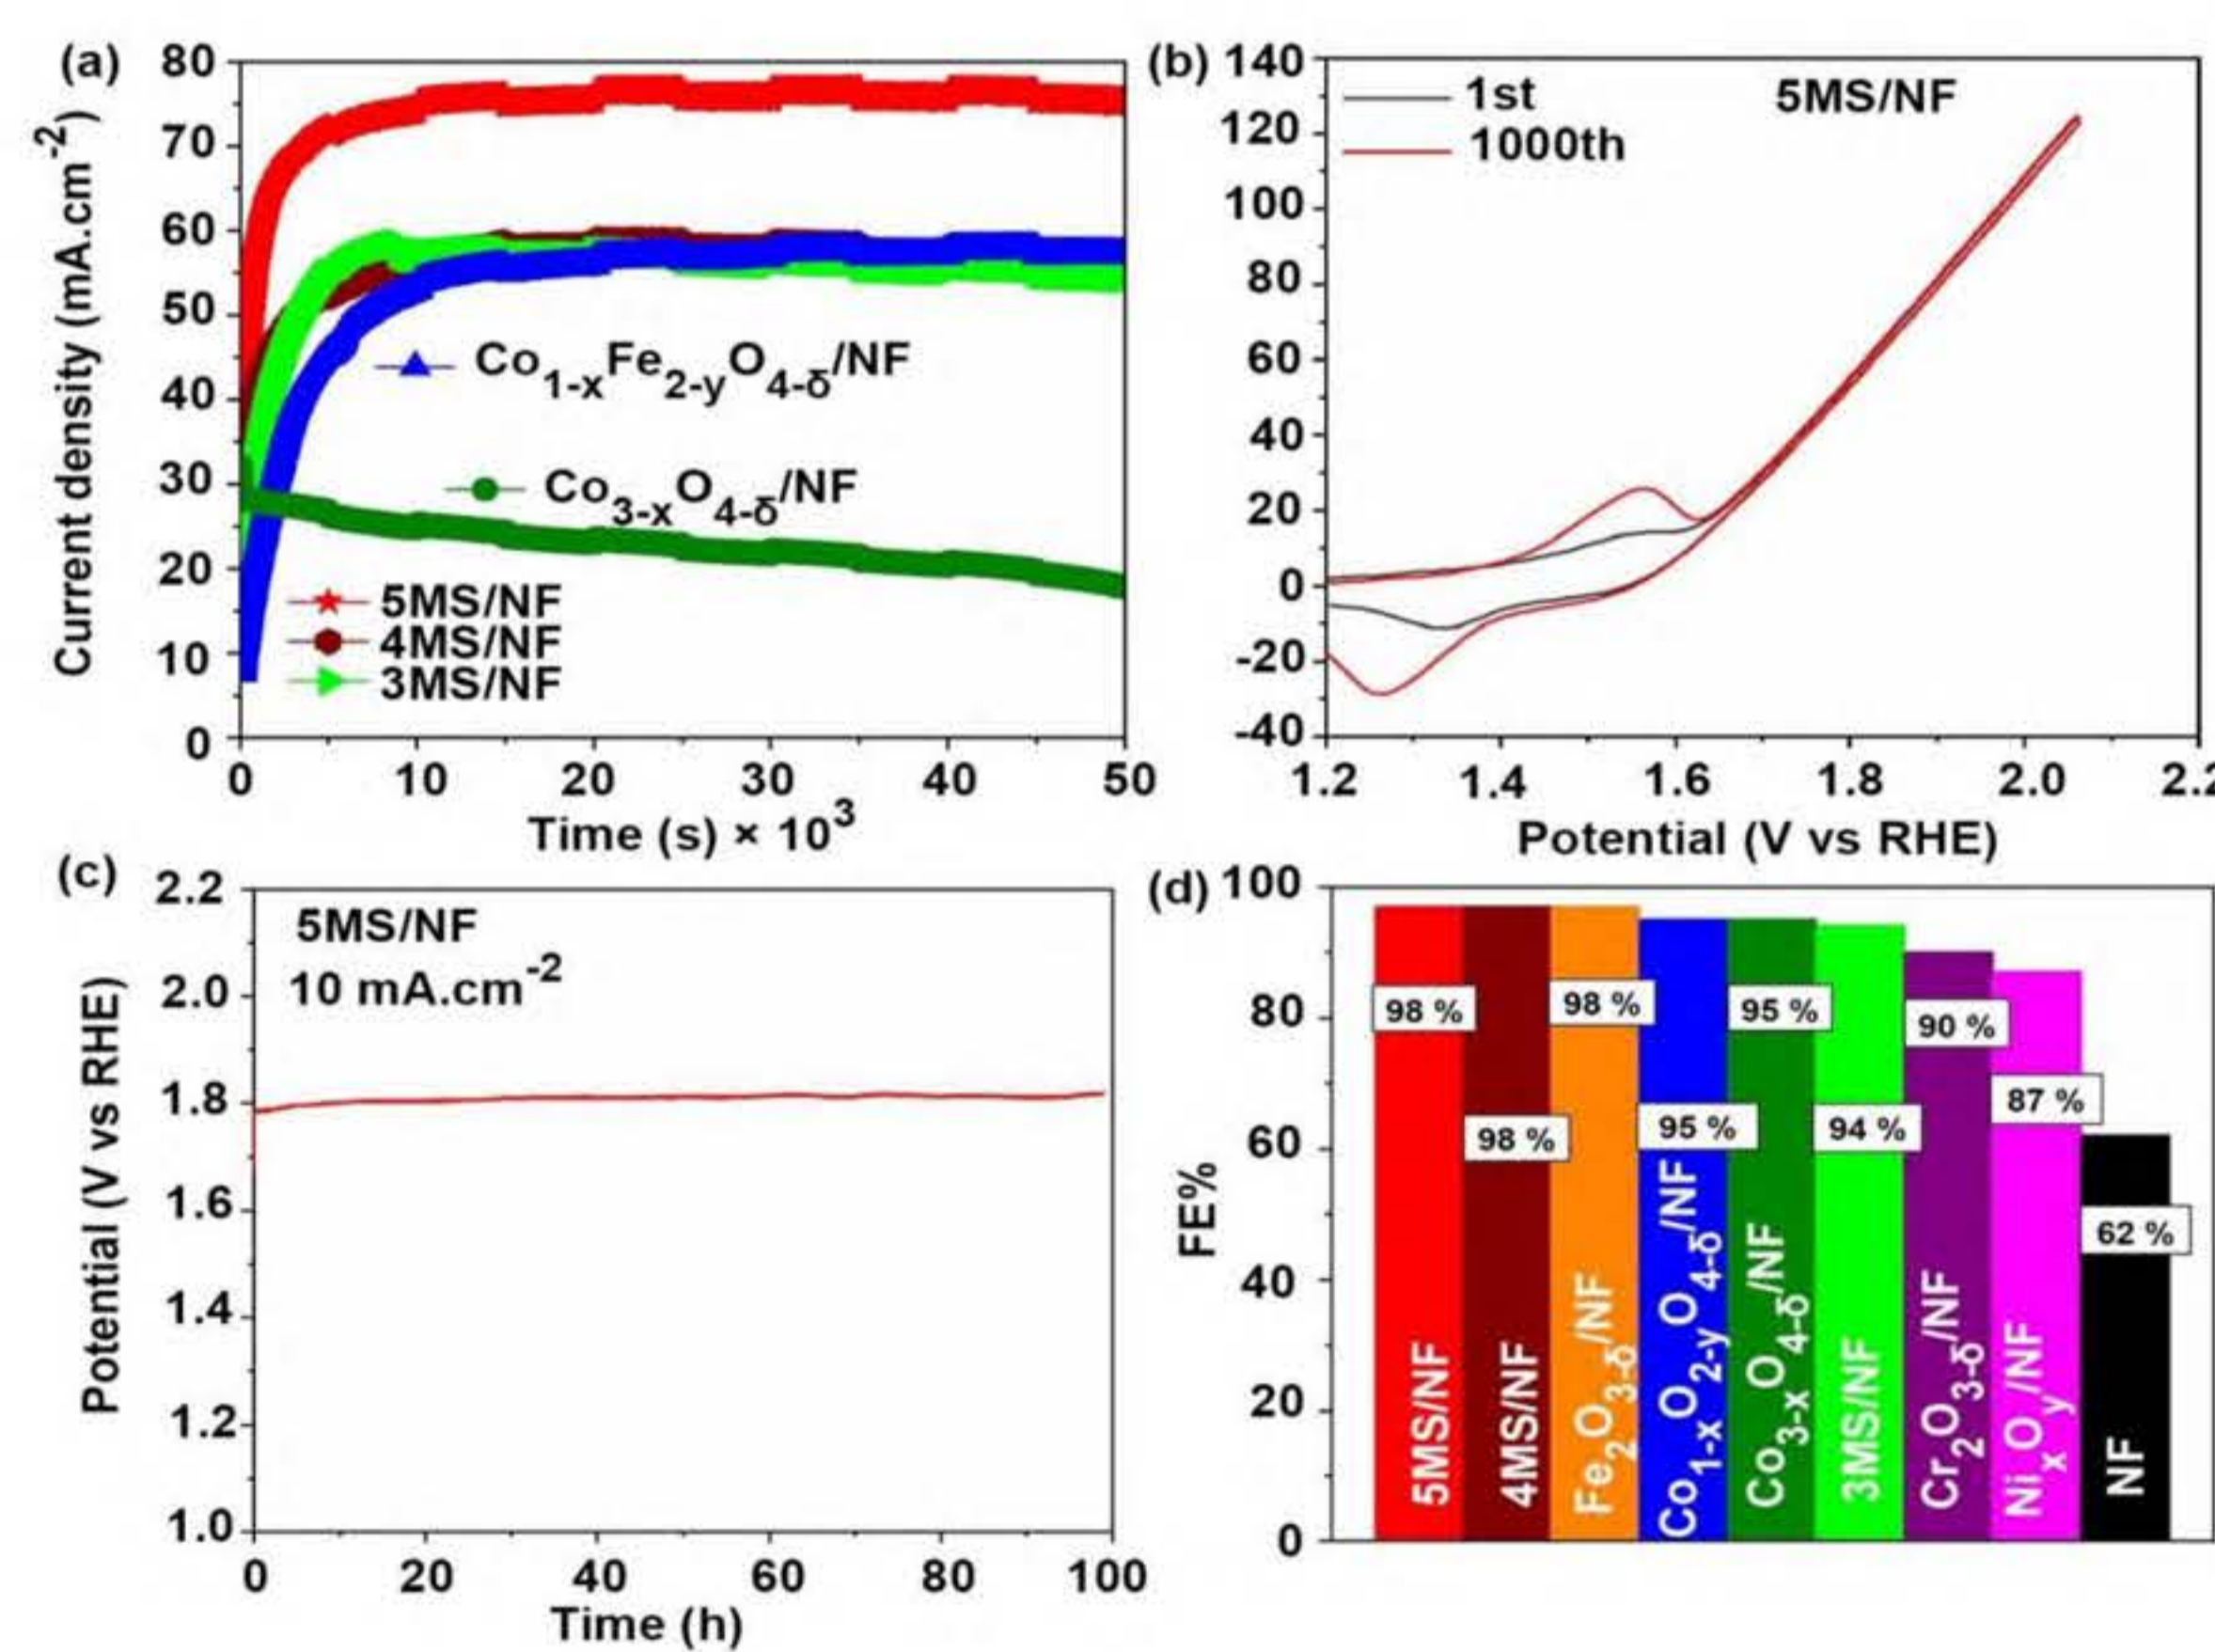 (a)
80
70
60
50
40
30
20
10
0
Current density (mA.cm-2)
Co1-xFe2-yO4-δ/NF
Co3-xO4-δ/NF
5MS/NF
4MS/NF
3MS/NF
0 10 20 30 40 50
Time (s) × 103
(b)
140
120
100
80
60
40
20
0
-20
-40
1st
1000th
5MS/NF
1.2 1.4 1.6 1.8 2.0 2.2
Potential (V vs RHE)
(c)
2.2
2.0
1.8
1.6
1.4
1.2
1.0
Potential (V vs RHE)
5MS/NF
10 mA.cm-2
0 20 40 60 80 100
Time (h)
(d)
100
80
60
40
20
0
FE%
98 %
98 %
98 %
95 %
95 %
94 %
90 %
87 %
62 %
5MS/NF
4MS/NF
Fe2O3-δ/NF
Co1-xO2-yO4-δ/NF
Co3-xO4-δ/NF
3MS/NF
Cr2O3-δ/NF
NixOy/NF
NF